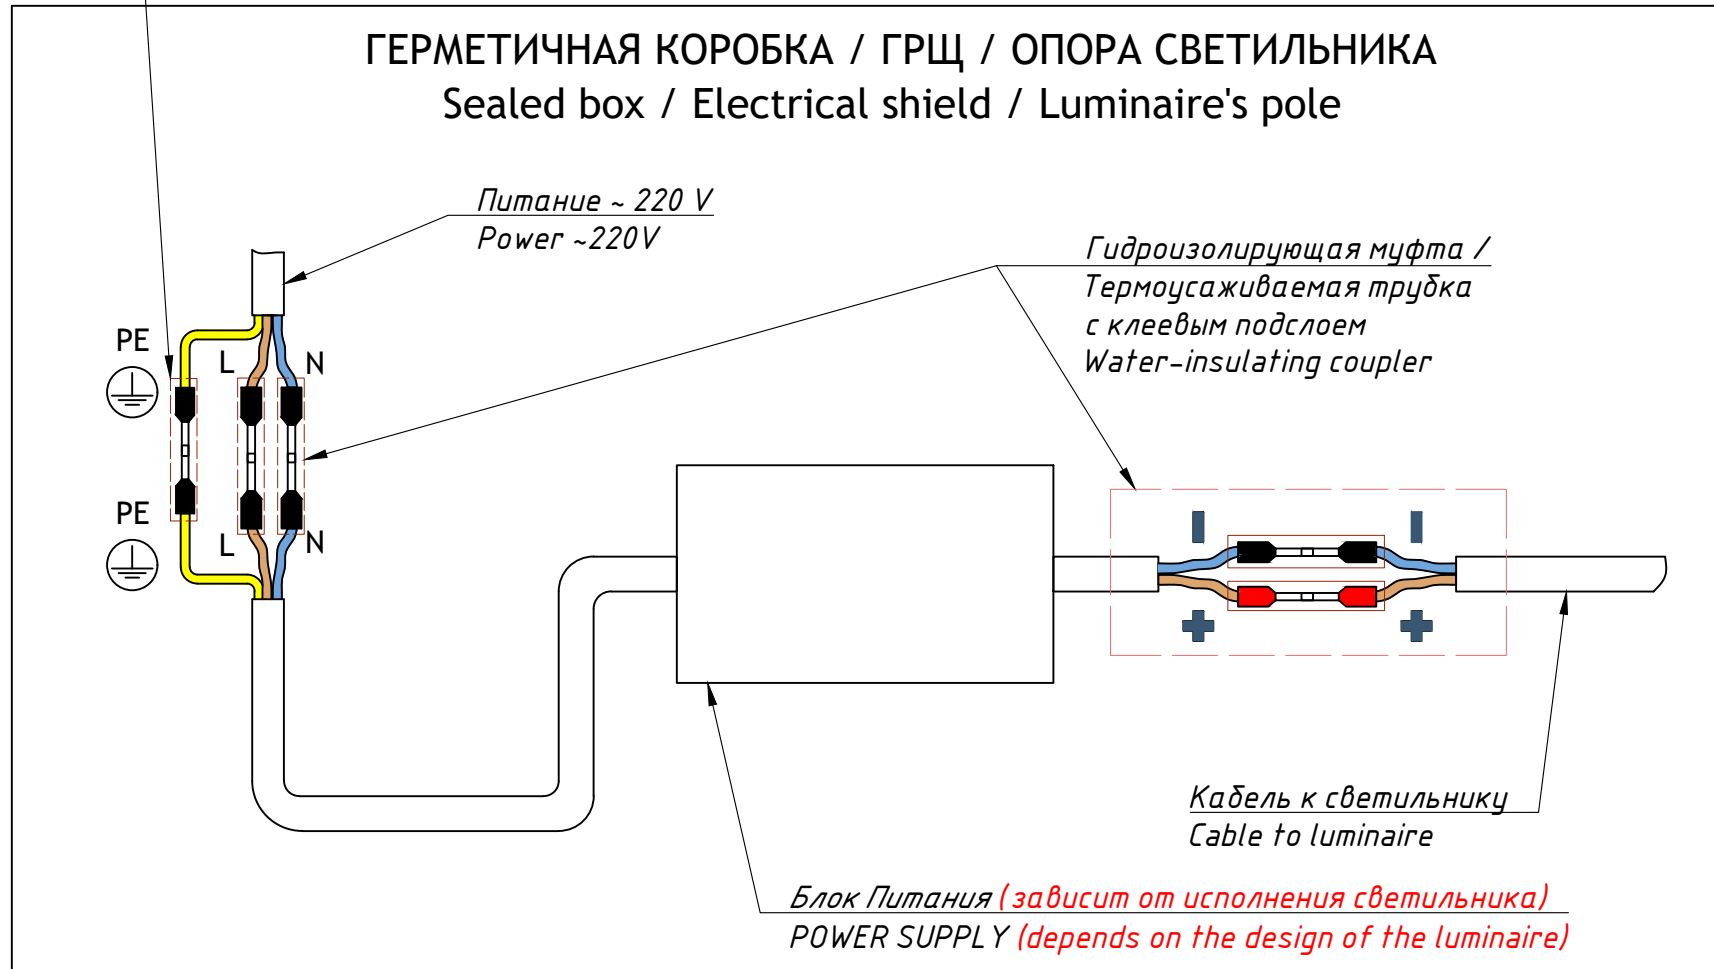 ГЕРМЕТИЧНАЯ КОРОБКА / ГРЩ / ОПОРА СВЕТИЛЬНИКА
Sealed box / Electrical shield / Luminaire's pole
Питание ~ 220 V
Power ~220V
Гидроизолирующая муфта /
Термоусаживаемая трубка
с клеевым подслоем
Water-insulating coupler
PE
L
N
PE
L
N
Кабель к светильнику
Cable to luminaire
Блок Питания (зависит от исполнения светильника)
POWER SUPPLY (depends on the design of the luminaire)